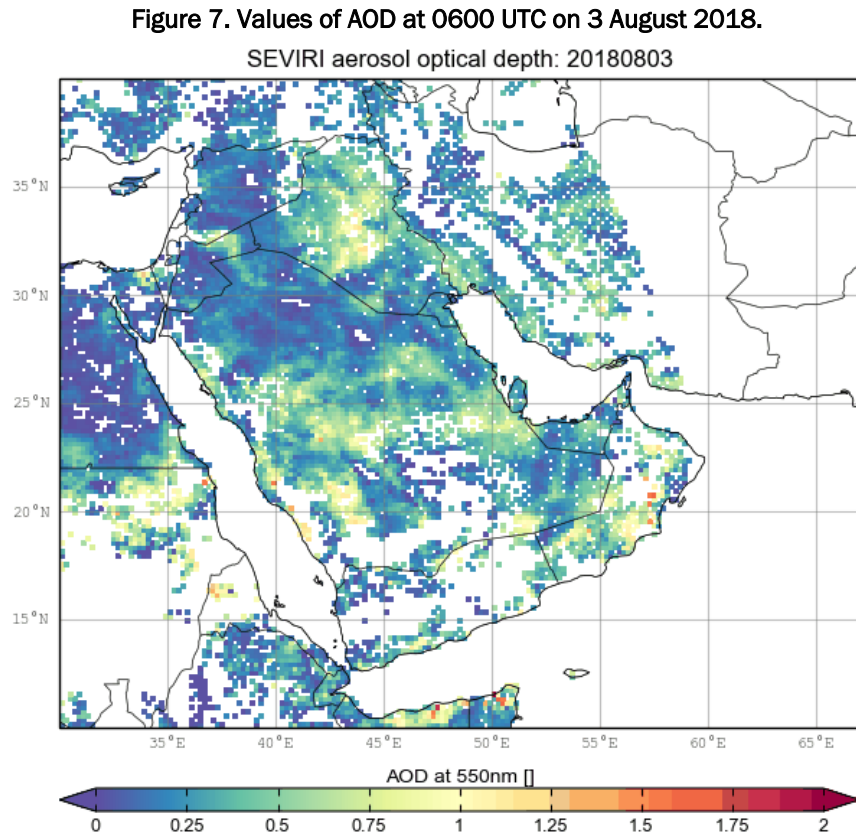 Figure 7. Values of AOD at 0600 UTC on 3 August 2018.
SEVIRI aerosol optical depth: 20180803
35°N
30°N
25°N
20°N
15°N
35°E 40°E 45°E 50°E 55°E 60°E 65°E
AOD at 550nm []
0 0.25 0.5 0.75 1 1.25 1.5 1.75 2